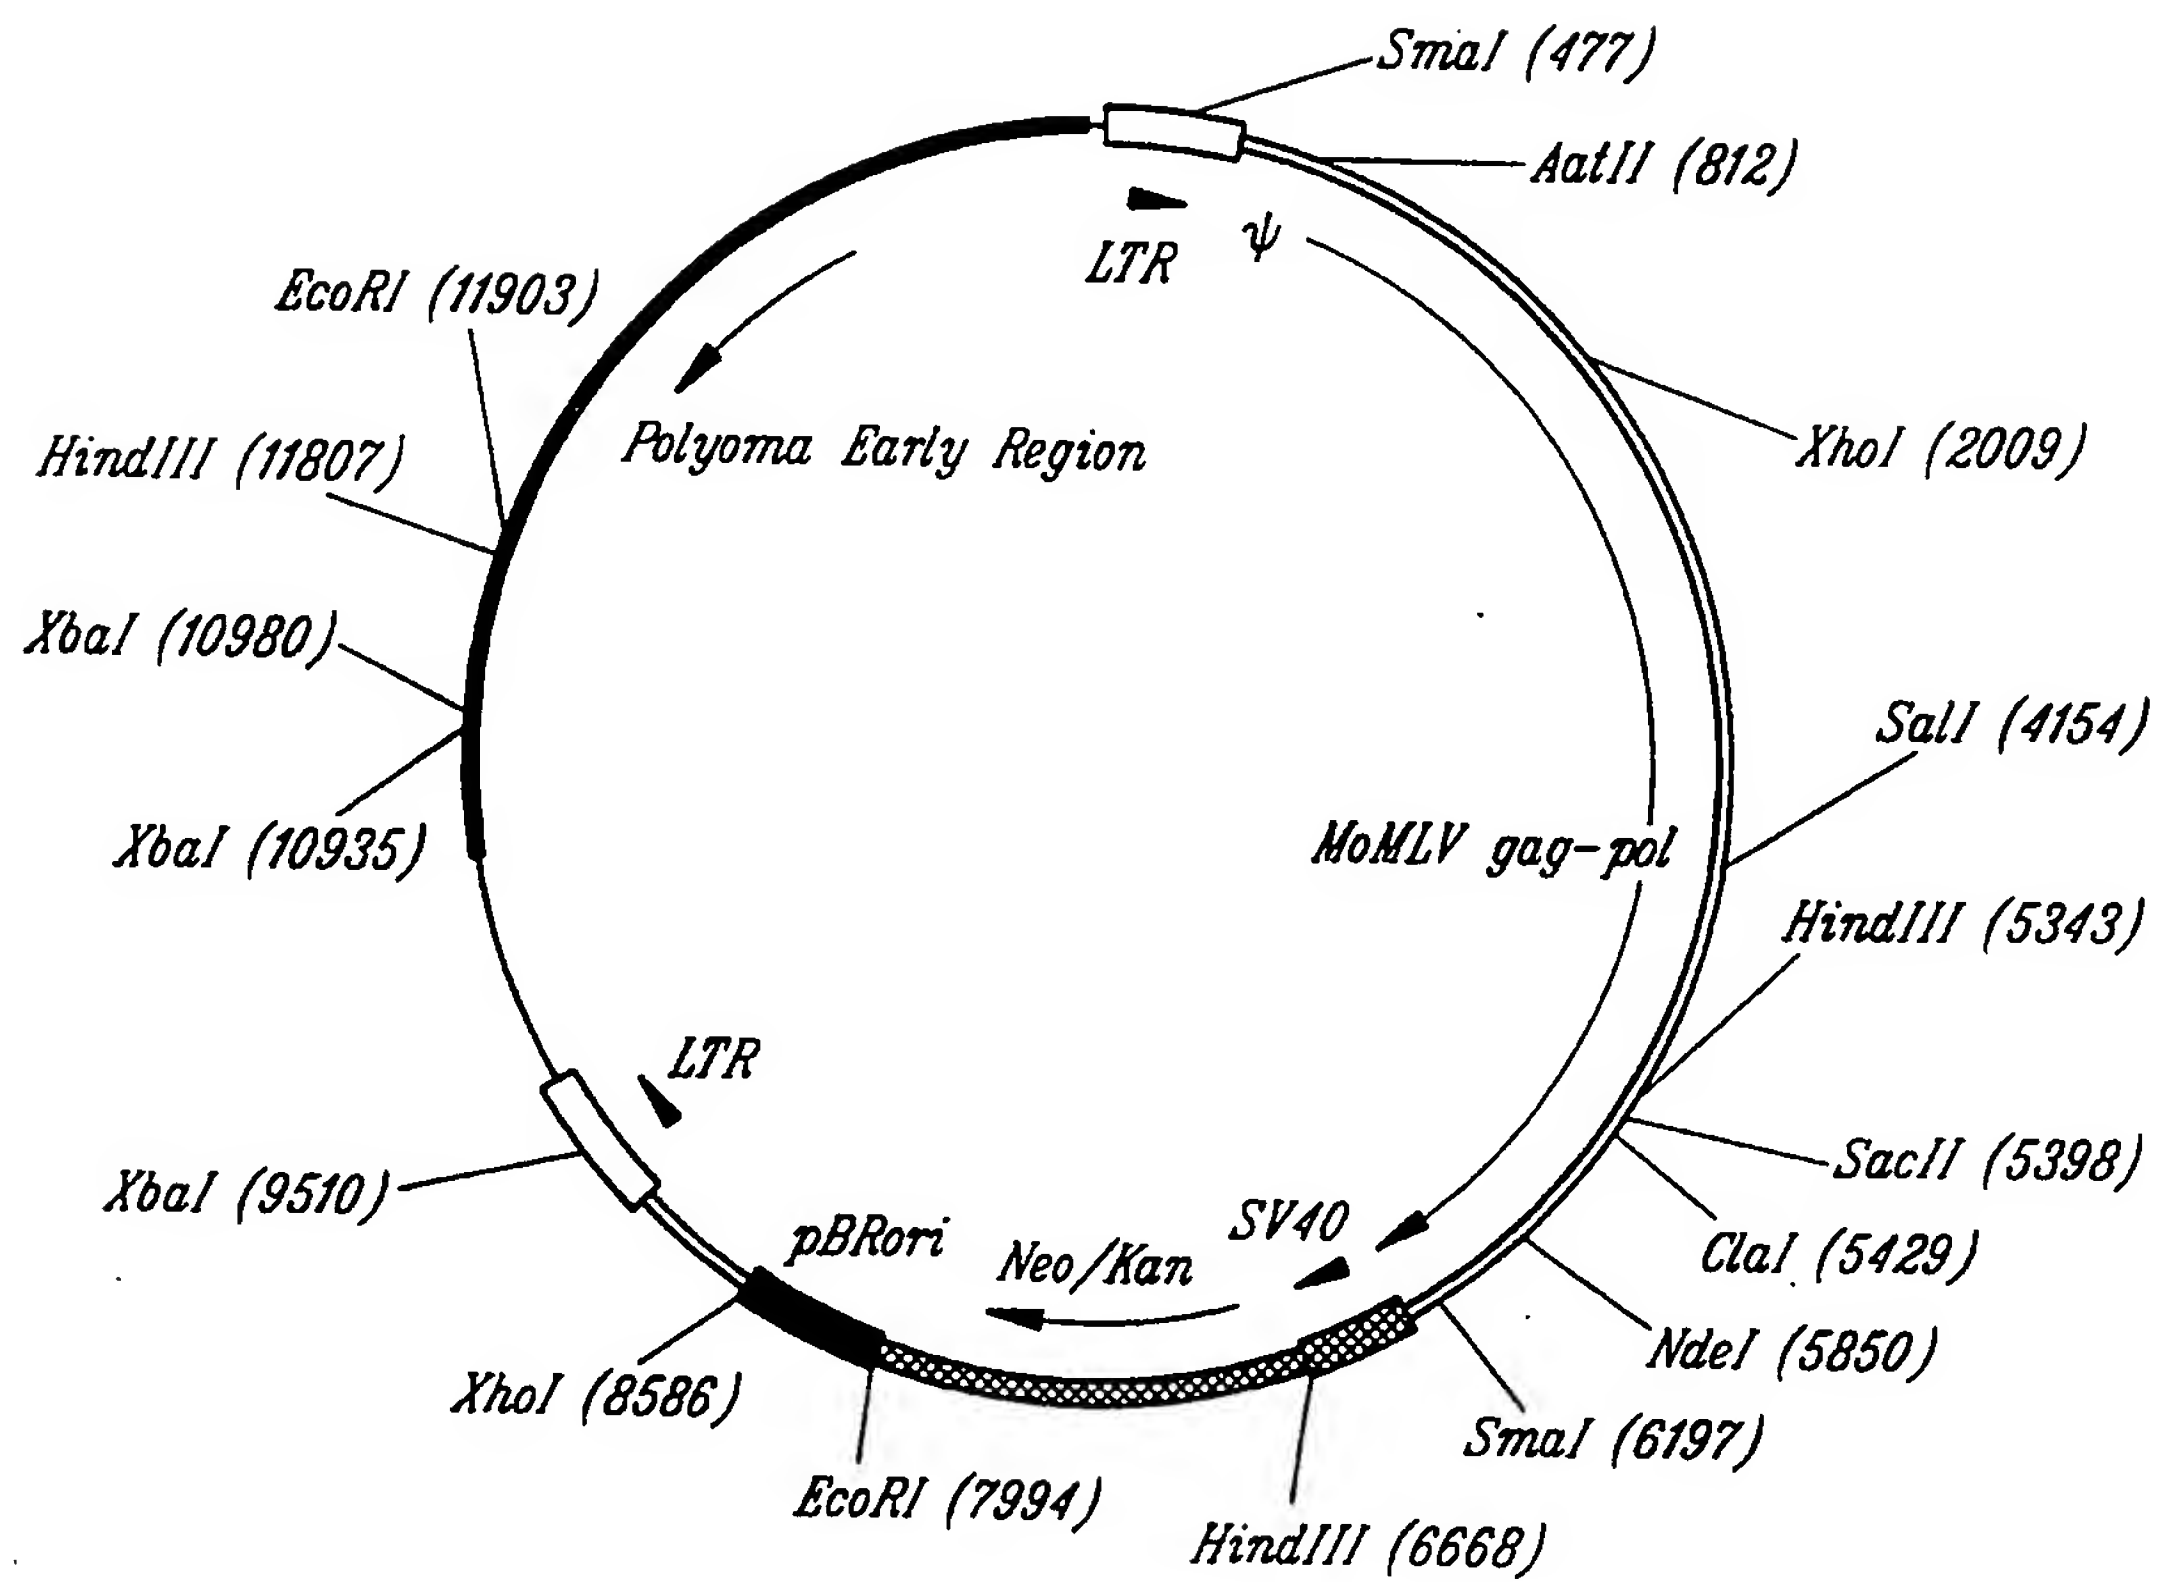 SmaI (477)
AatII (812)
LTR
ψ
EcoRI (11903)
Polyoma Early Region
HindIII (11807)
XhoI (2009)
XbaI (10980)
SalI (4154)
XbaI (10935)
MoMLV gag-pol
HindIII (5343)
LTR
SacII (5398)
XbaI (9510)
pBRori
Neo/Kan
SV40
ClaI (5429)
NdeI (5850)
XhoI (8586)
SmaI (6197)
EcoRI (7994)
HindIII (6668)